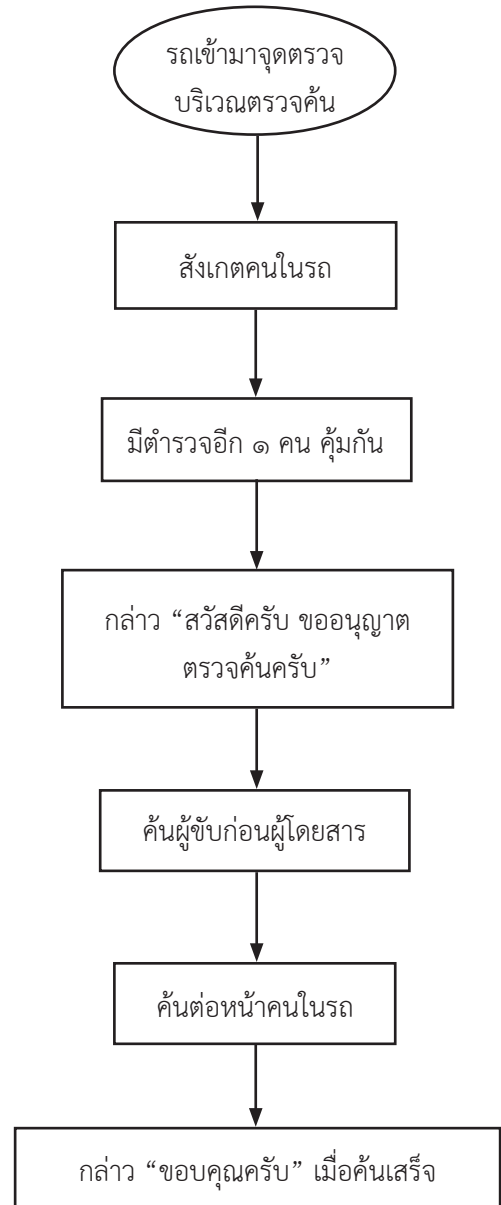 รถเข้ามาจุดตรวจ
บริเวณตรวจค้น
สังเกตคนในรถ
มีตำรวจอีก ๑ คน คุ้มกัน
กล่าว “สวัสดีครับ ขออนุญาต
ตรวจค้นครับ”
ค้นผู้ขับก่อนผู้โดยสาร
ค้นต่อหน้าคนในรถ
กล่าว “ขอบคุณครับ” เมื่อค้นเสร็จ